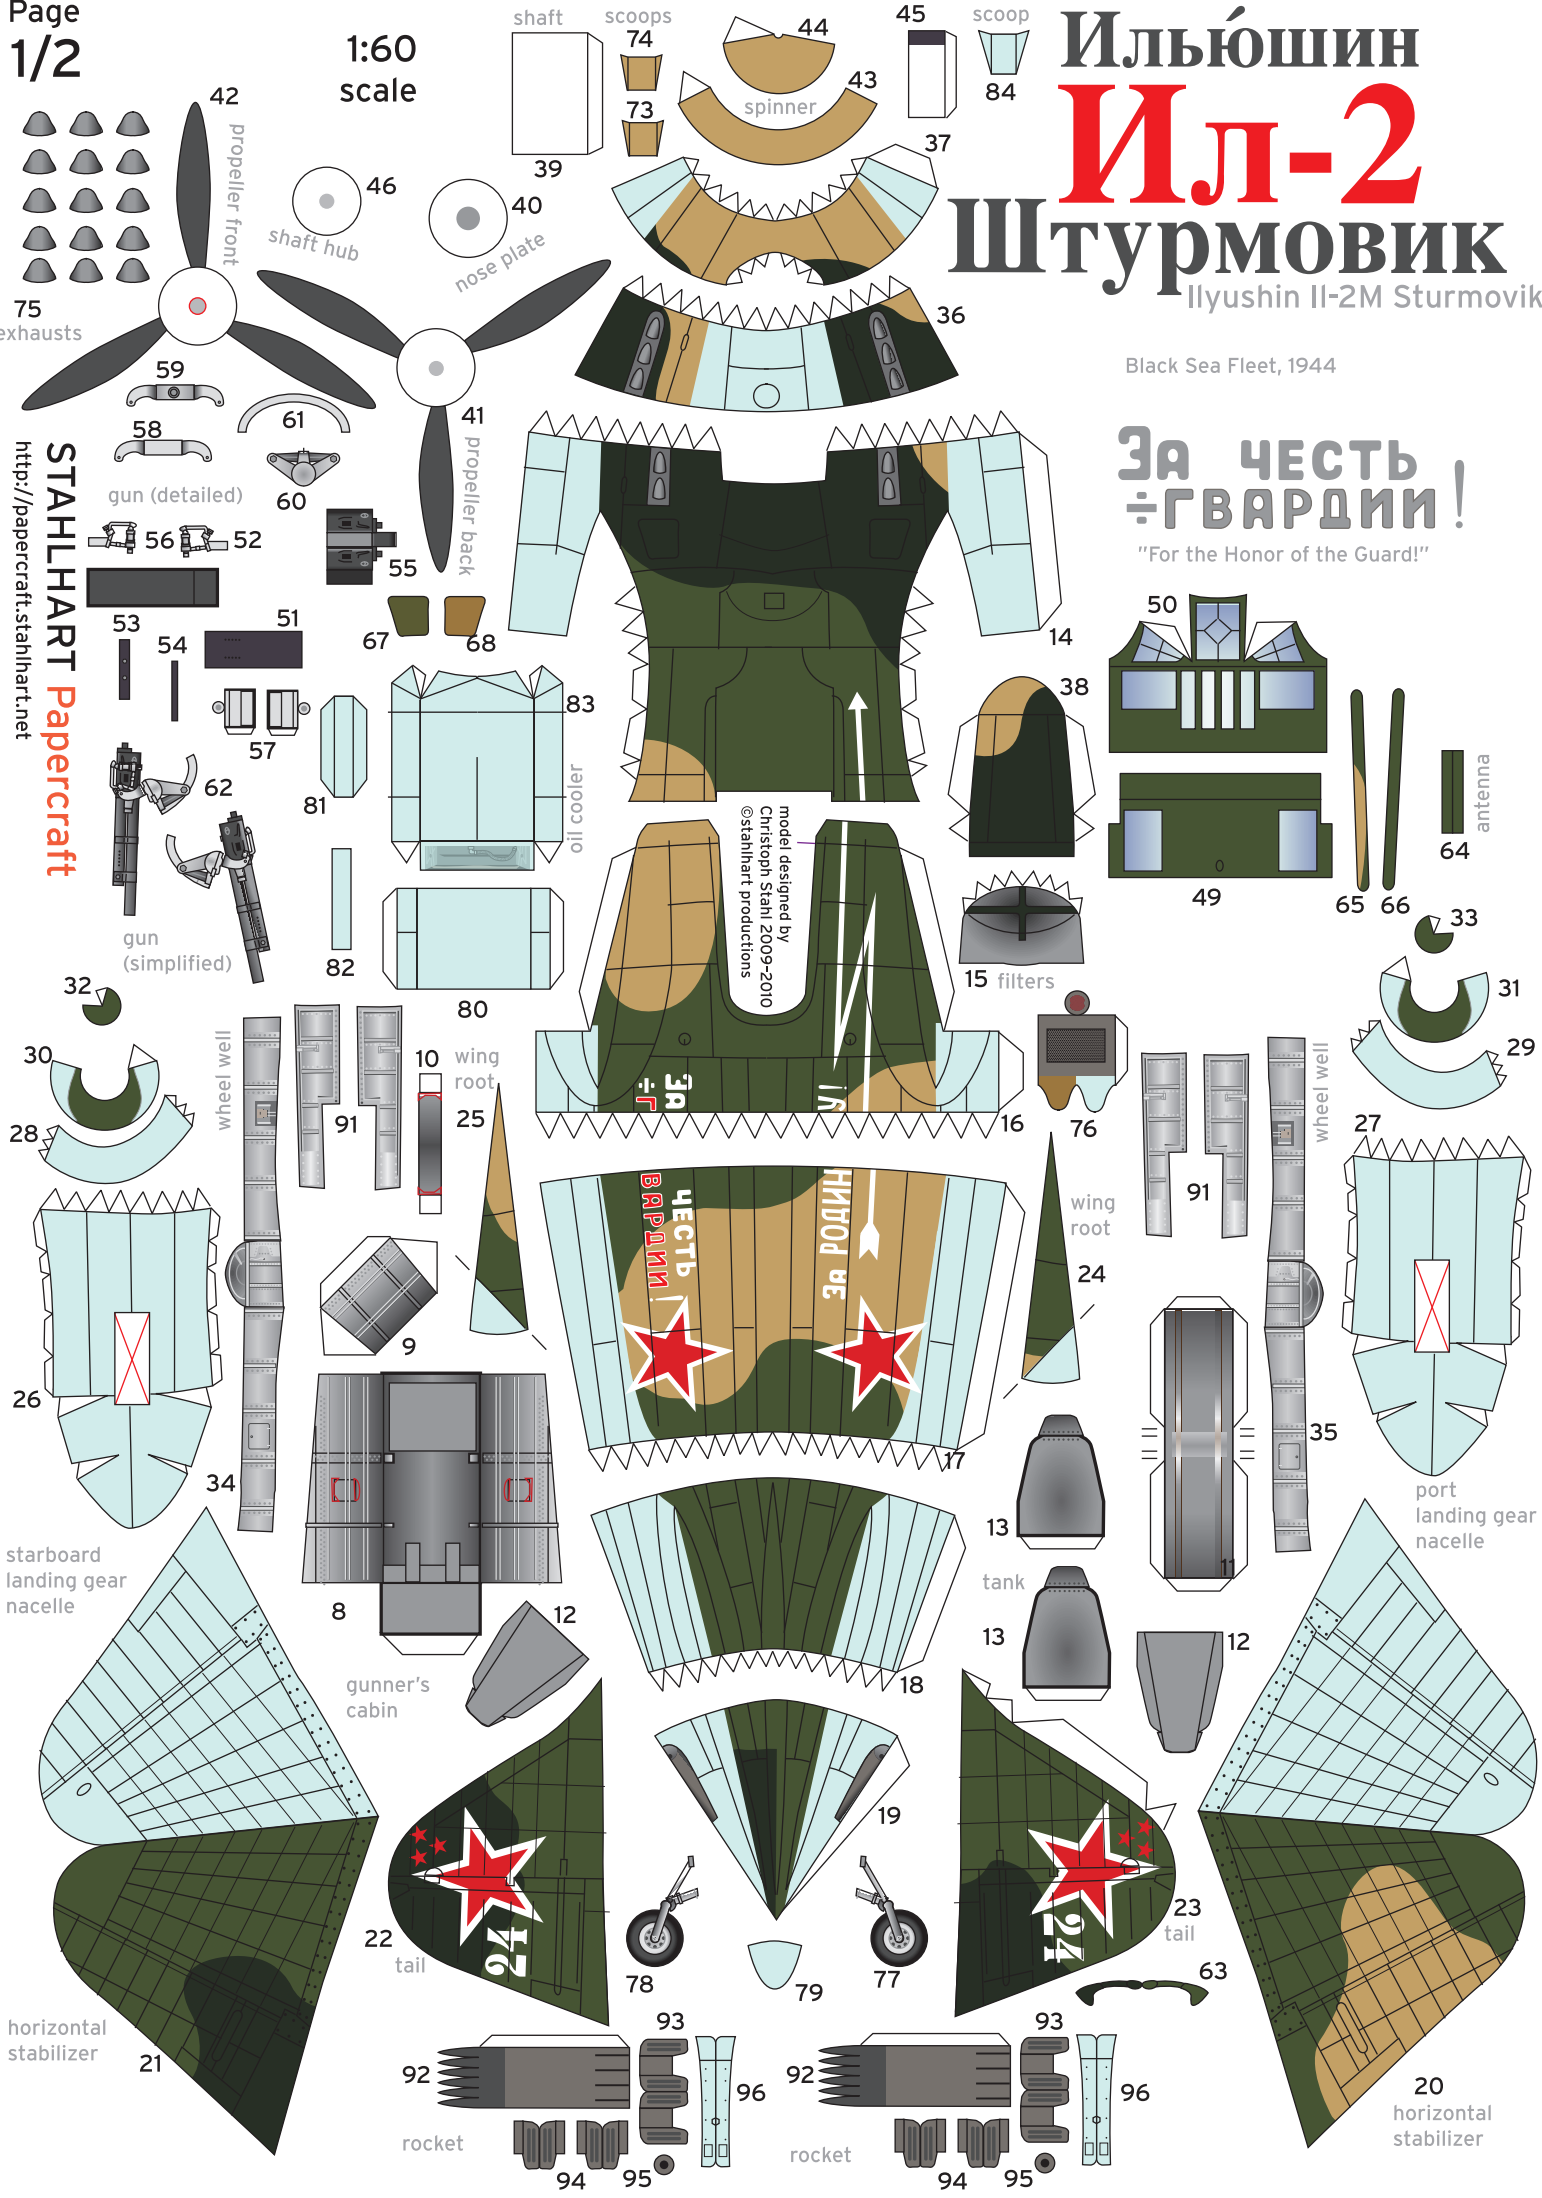 Page
1/2
1:60
scale
shaft
39
scoops
74
73
44
43
spinner
45
37
scoop
84
Илью́шин
Ил-2
Штурмовик
Ilyushin Il-2M Sturmovik
Black Sea Fleet, 1944
За честь
÷гвардии!
"For the Honor of the Guard!"
42
propeller front
46
shaft hub
40
nose plate
75
exhausts
36
59
61
58
60
41
propeller back
gun (detailed)
56
52
55
STAHLHART Papercraft
http://papercraft.stahlhart.net
53
54
51
67
68
14
50
57
81
83
oil cooler
38
62
gun
(simplified)
82
80
model designed by
Christoph Stahl 2009-2010
©stahlhart productions
49
65
66
64
antenna
15 filters
33
31
29
32
30
28
wheel well
91
10
wing
root
25
За
÷г
У!
16
76
91
wheel well
27
26
34
9
честь
вардии!
За Родин
17
wing
root
24
35
port
landing gear
nacelle
starboard
landing gear
nacelle
8
gunner's
cabin
12
18
13
tank
13
11
12
19
22
tail
24
78
79
77
24
23
tail
63
horizontal
stabilizer
21
20
horizontal
stabilizer
92
93
96
rocket
94
95
92
93
96
rocket
94
95